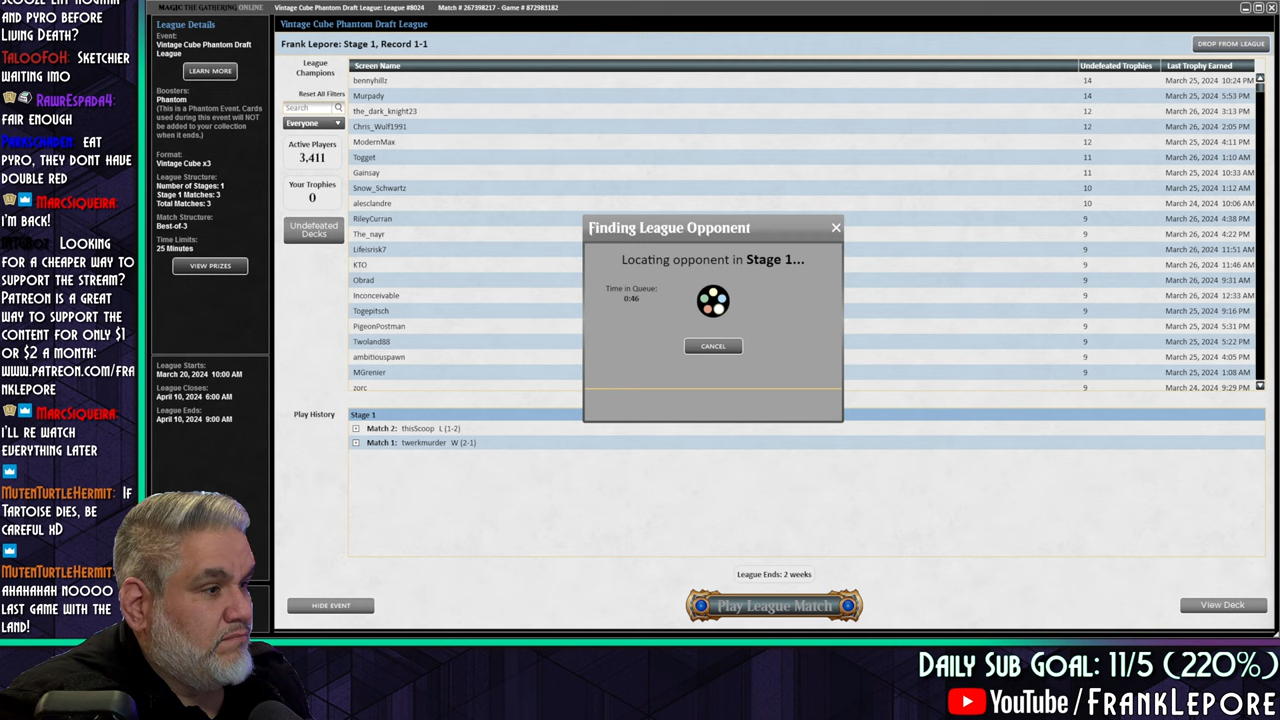 SCOOZE EAT HOGMAN
AND PYRO BEFORE
LIVING DEATH?
TALOOFOH: SKETCHIER
WAITING IMO
RAWRESPADA4:
FAIR ENOUGH
EAT
PYRO, THEY DONT HAVE
DOUBLE RED
MARCSIQUEIRA:
I'M BACK!
LOOKING
FOR A CHEAPER WAY TO
SUPPORT THE STREAM?
PATREON IS A GREAT
WAY TO SUPPORT THE
CONTENT FOR ONLY $1
OR $2 A MONTH:
WWW.PATREON.COM/FRA
NKLEPORE
MARCSIQUEIRA:
I'LL RE WATCH
EVERYTHING LATER
MUTENTURTLEHERMIT: IF
TARTOISE DIES, BE
CAREFUL XD
MUTENTURTLEHERMIT:
AHAHAHAH NOOOO
LAST GAME WITH THE
LAND!
MAGIC THE GATHERING ONLINE
Vintage Cube Phantom Draft League: League #8024 Match # 267398217 - Game # 872983182
League Details
Event:
Vintage Cube Phantom Draft
League
LEARN MORE
Boosters:
Phantom
(This is a Phantom Event. Cards
used during this event will NOT
be added to your collection
when it ends.)
Format:
Vintage Cube x3
League Structure:
Number of Stages: 1
Stage 1 Matches: 3
Total Matches: 3
Match Structure:
Best-of-3
Time Limits:
25 Minutes
VIEW PRIZES
League Starts:
March 20, 2024 10:00 AM
League Closes:
April 10, 2024 6:00 AM
League Ends:
April 10, 2024 9:00 AM
Vintage Cube Phantom Draft League
Frank Lepore: Stage 1, Record 1-1
DROP FROM LEAGUE
League
Champions
Reset All Filters
Search
Everyone
Active Players
3,411
Your Trophies
0
Undefeated
Decks
Screen Name Undefeated Trophies Last Trophy Earned
bennyhillz 14 March 25, 2024 10:24 PM
Murpady 14 March 25, 2024 5:53 PM
the_dark_knight23 12 March 26, 2024 3:13 PM
Chris_Wulf1991 12 March 26, 2024 2:05 PM
ModernMax 12 March 25, 2024 4:11 PM
Togget 11 March 26, 2024 1:10 AM
Gainsay 11 March 25, 2024 10:33 AM
Snow_Schwartz 10 March 26, 2024 1:12 AM
alesclandre 10 March 24, 2024 10:06 AM
RileyCurran 9 March 26, 2024 4:38 PM
The_nayr 9 March 26, 2024 4:22 PM
Lifeisrisk7 9 March 26, 2024 11:51 AM
KTO 9 March 26, 2024 11:46 AM
Obrad 9 March 26, 2024 9:31 AM
Inconceivable 9 March 26, 2024 12:33 AM
Togepitsch 9 March 25, 2024 9:16 PM
PigeonPostman 9 March 25, 2024 5:31 PM
Twoland88 9 March 25, 2024 5:22 PM
ambitiouspawn 9 March 25, 2024 4:05 PM
MGrenier 9 March 25, 2024 1:08 AM
zorc 9 March 24, 2024 9:29 PM
Finding League Opponent
Locating opponent in Stage 1...
Time in Queue:
0:46
CANCEL
Play History
Stage 1
Match 2: thisScoop L (1-2)
Match 1: twerkmurder W (2-1)
League Ends: 2 weeks
HIDE EVENT
Play League Match
View Deck
DAILY SUB GOAL: 11/5 (220%)
YOUTUBE/FRANKLEPORE